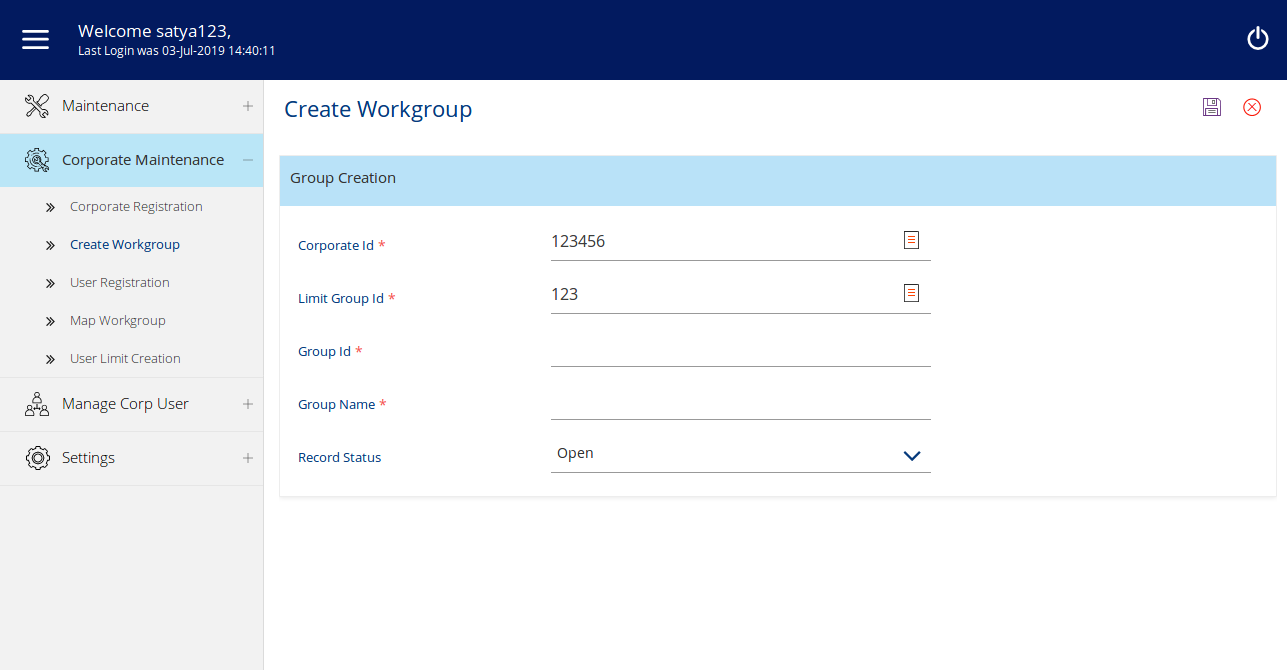 Welcome satya123,
Last Login was 03-Jul-2019 14:40:11
Maintenance
Corporate Maintenance
Corporate Registration
Create Workgroup
User Registration
Map Workgroup
User Limit Creation
Manage Corp User
Settings
Create Workgroup
Group Creation
Corporate Id * 123456
Limit Group Id * 123
Group Id *
Group Name *
Record Status Open